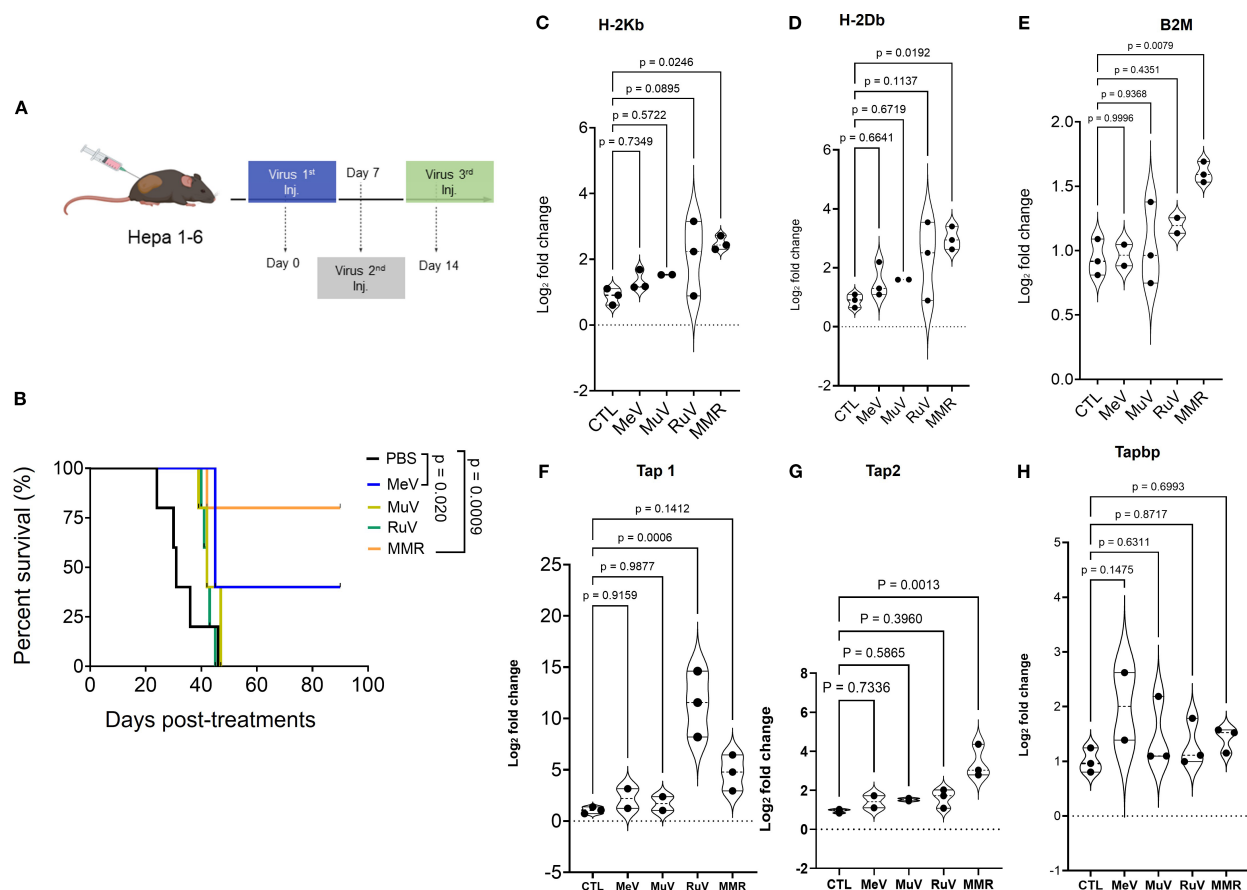 A
Virus 1st
Inj.
Day 7
Virus 3rd
Inj.
Hepa 1-6
Day 0
Virus 2nd
Inj.
Day 14
B
Percent survival (%)
100
75
50
25
0
0
20
40
60
80
100
Days post-treatments
PBS
MeV
MuV
RuV
MMR
p = 0.020
p = 0.0009
C
H-2Kb
p = 0.0246
p = 0.0895
p = 0.5722
p = 0.7349
Log2 fold change
6
4
2
0
-2
CTL
MeV
MuV
RuV
MMR
D
H-2Db
p = 0.0192
p = 0.1137
p = 0.6719
p = 0.6641
Log2 fold change
6
4
2
0
-2
CTL
MeV
MuV
RuV
MMR
E
B2M
p = 0.0079
p = 0.4351
p = 0.9368
p = 0.9996
Log2 fold change
2.0
1.5
1.0
0.0
CTL
MeV
MuV
RuV
MMR
F
Tap 1
p = 0.1412
p = 0.0006
p = 0.9877
p = 0.9159
Log2 fold change
25
20
15
10
5
0
-5
CTL
MeV
MuV
RuV
MMR
G
Tap2
P = 0.0013
P = 0.3960
P = 0.5865
P = 0.7336
Log2 fold change
8
6
4
2
0
-2
CTL
MeV
MuV
RuV
MMR
H
Tapbp
p = 0.6993
p = 0.8717
p = 0.6311
p = 0.1475
Log2 fold change
5
4
3
2
1
0
-1
CTL
MeV
MuV
RuV
MMR